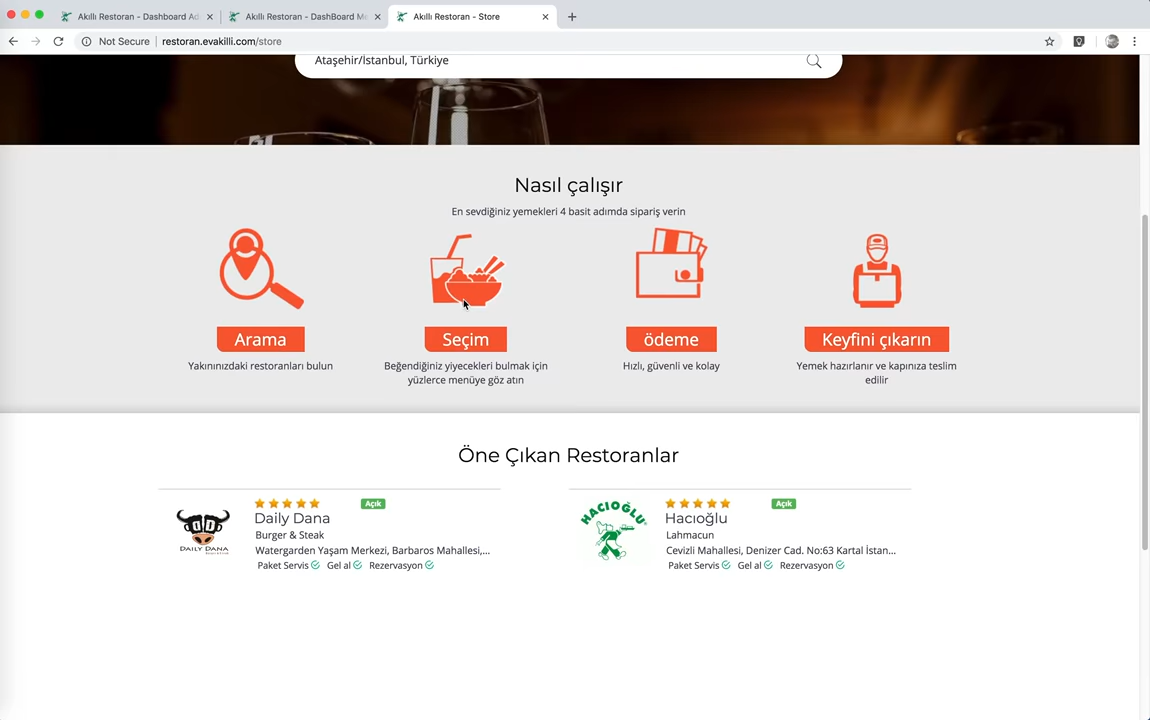 Akıllı Restoran - Dashboard Ad
Akıllı Restoran - DashBoard Me
Akıllı Restoran - Store
Not Secure
restoran.evakilli.com/store
Ataşehir/İstanbul, Türkiye
Nasıl çalışır
En sevdiğiniz yemekleri 4 basit adımda sipariş verin
Arama
Seçim
ödeme
Keyfini çıkarın
Yakınınızdaki restoranları bulun
Beğendiğiniz yiyecekleri bulmak için
yüzlerce menüye göz atın
Hızlı, güvenli ve kolay
Yemek hazırlanır ve kapınıza teslim
edilir
Öne Çıkan Restoranlar
DAILY DANA
Açık
Daily Dana
Burger & Steak
Watergarden Yaşam Merkezi, Barbaros Mahallesi,...
Paket Servis Gel al Rezervasyon
HACIOĞLU
Açık
Hacıoğlu
Lahmacun
Cevizli Mahallesi, Denizer Cad. No:63 Kartal İstan...
Paket Servis Gel al Rezervasyon